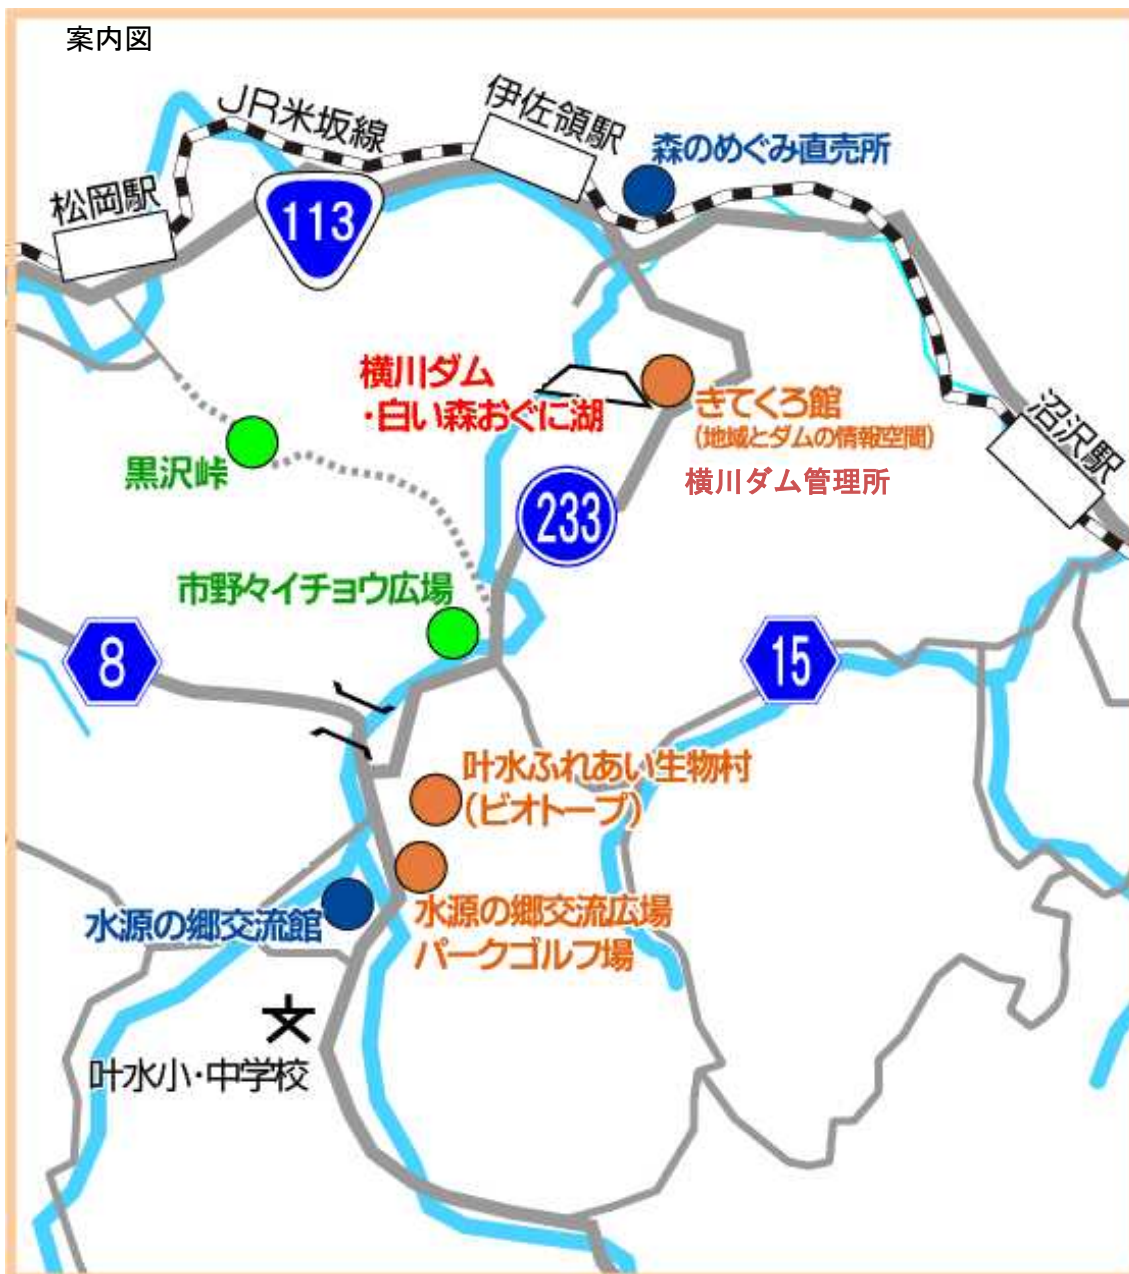 案内図
JR米坂線
伊佐領駅
森のめぐみ直売所
松岡駅
113
横川ダム
・白い森おぐに湖
きてくろ館
(地域とダムの情報空間)
横川ダム管理所
沼沢駅
黒沢峠
233
市野々イチョウ広場
8
15
叶水ふれあい生物村
(ビオトープ)
水源の郷交流館
水源の郷交流広場
パークゴルフ場
叶水小・中学校